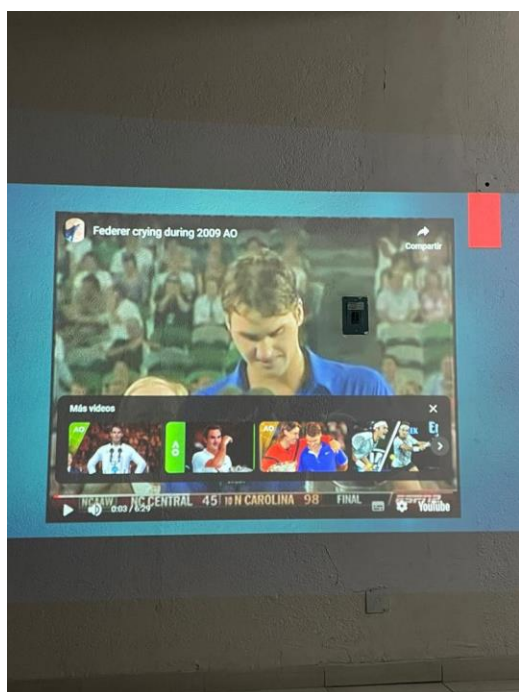 Federer crying during 2009 AO
Compartir
Más videos
AO
AO
AO
NCAAW NC CENTRAL 45 10 N CAROLINA 98 FINAL
0:03 / 6:29
YouTube